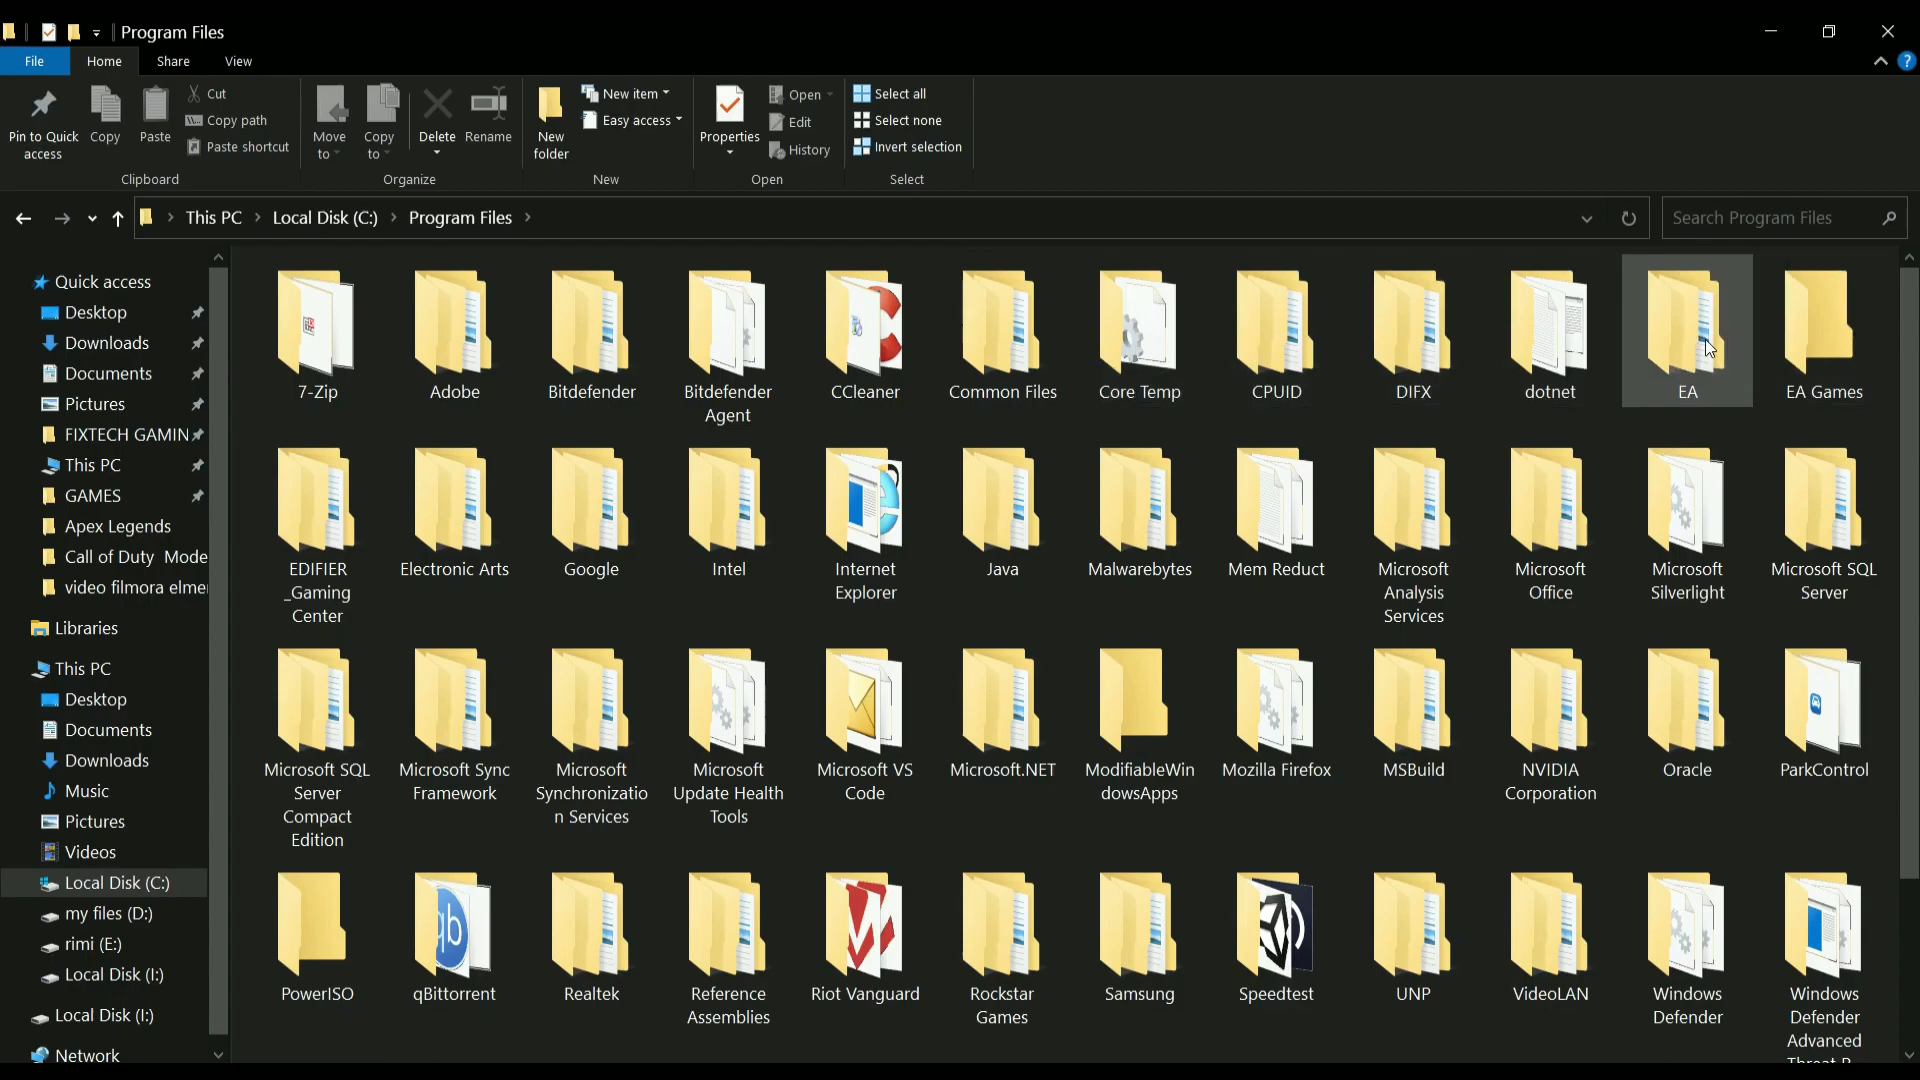 Program Files
File
Home
Share
View
Pin to Quick
access
Copy
Paste
Cut
Copy path
Paste shortcut
Clipboard
Move
to
Copy
to
Delete
Rename
Organize
New
folder
New item
Easy access
New
Properties
Open
Edit
History
Open
Select all
Select none
Invert selection
Select
This PC
Local Disk (C:)
Program Files
Search Program Files
Quick access
Desktop
Downloads
Documents
Pictures
FIXTECH GAMIN
This PC
GAMES
Apex Legends
Call of Duty Mode
video filmora elme
Libraries
This PC
Desktop
Documents
Downloads
Music
Pictures
Videos
Local Disk (C:)
my files (D:)
rimi (E:)
Local Disk (I:)
Local Disk (I:)
Network
7-Zip
Adobe
Bitdefender
Bitdefender
Agent
CCleaner
Common Files
Core Temp
CPUID
DIFX
dotnet
EA
EA Games
EDIFIER
_Gaming
Center
Electronic Arts
Google
Intel
Internet
Explorer
Java
Malwarebytes
Mem Reduct
Microsoft
Analysis
Services
Microsoft
Office
Microsoft
Silverlight
Microsoft SQL
Server
Microsoft SQL
Server
Compact
Edition
Microsoft Sync
Framework
Microsoft
Synchronizatio
n Services
Microsoft
Update Health
Tools
Microsoft VS
Code
Microsoft.NET
ModifiableWin
dowsApps
Mozilla Firefox
MSBuild
NVIDIA
Corporation
Oracle
ParkControl
PowerISO
qb
qBittorrent
Realtek
Reference
Assemblies
Riot Vanguard
Rockstar
Games
Samsung
Speedtest
UNP
VideoLAN
Windows
Defender
Windows
Defender
Advanced